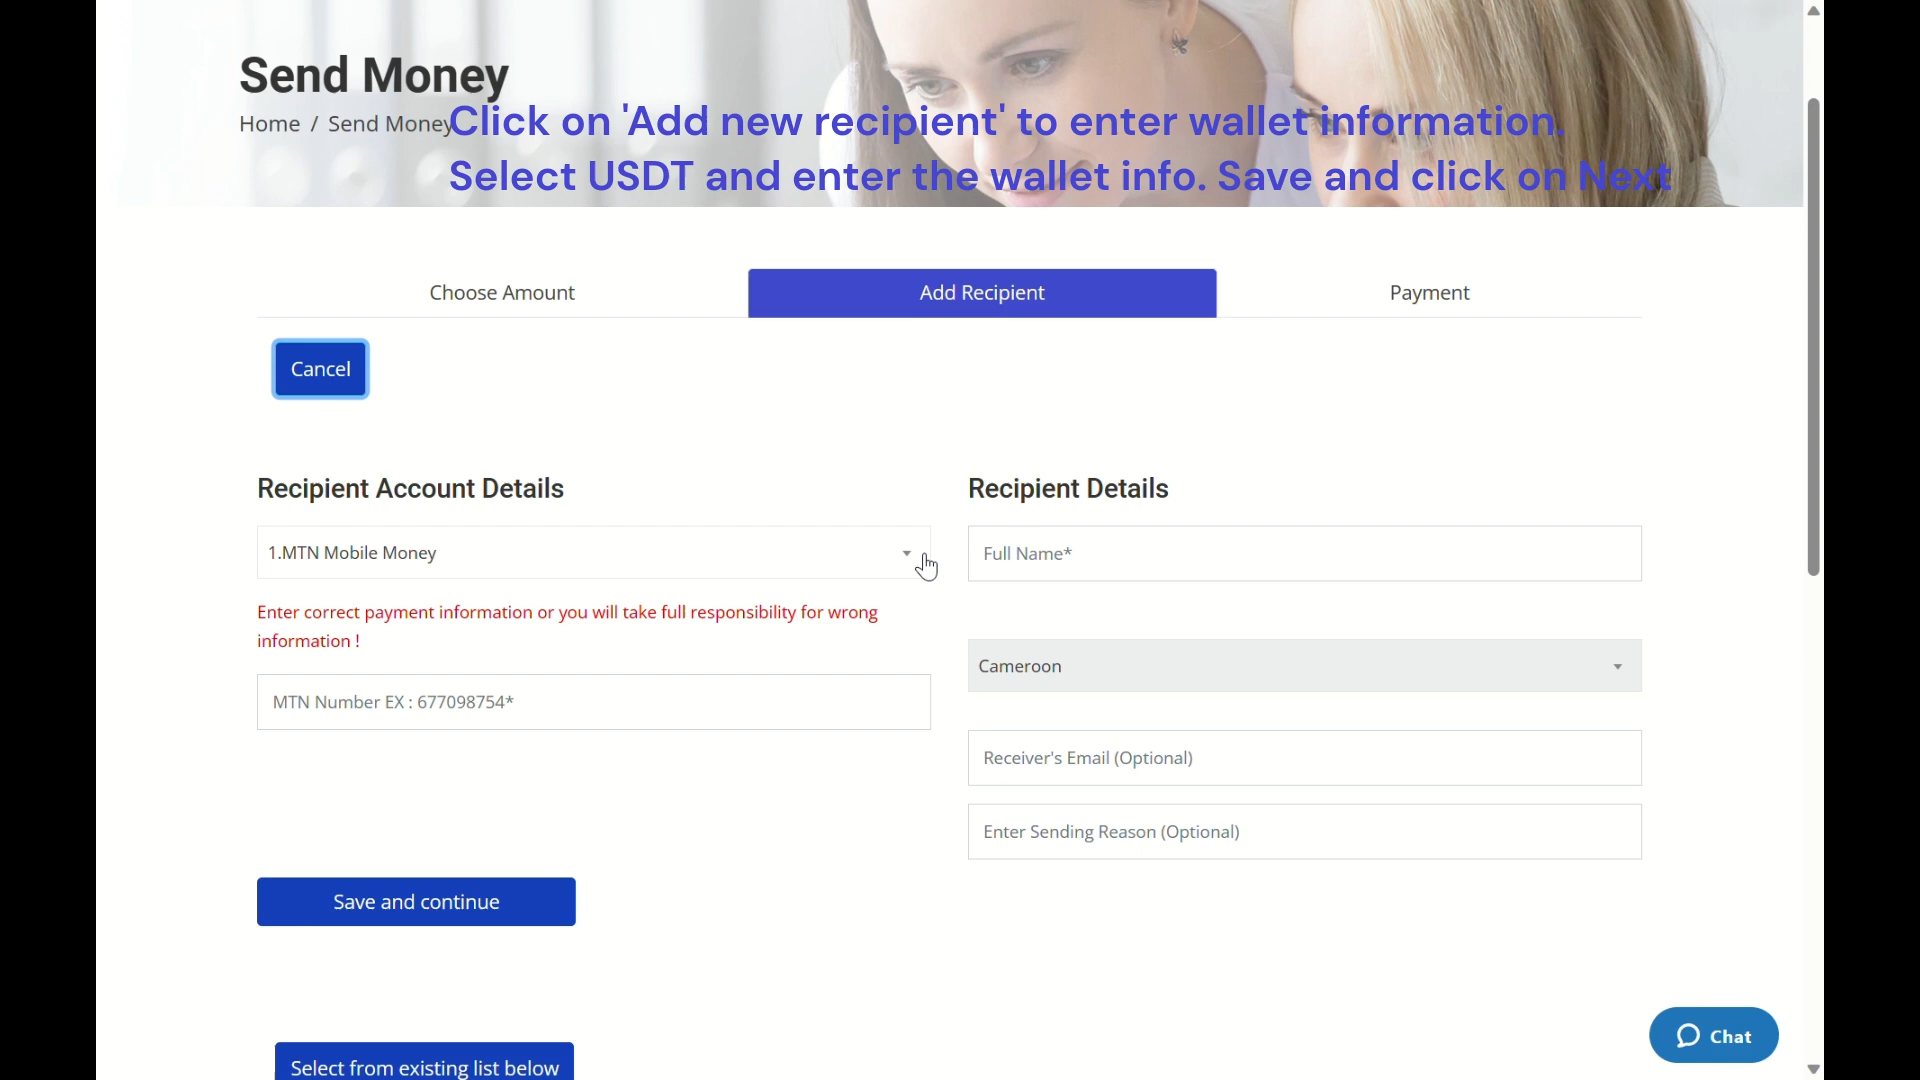 Send Money
Home / Send Money
Click on 'Add new recipient' to enter wallet information.
Select USDT and enter the wallet info. Save and click on Next
Choose Amount
Add Recipient
Payment
Cancel
Recipient Account Details
1.MTN Mobile Money
Enter correct payment information or you will take full responsibility for wrong
information !
MTN Number EX : 677098754*
Recipient Details
Full Name*
Cameroon
Receiver's Email (Optional)
Enter Sending Reason (Optional)
Save and continue
Select from existing list below
Chat